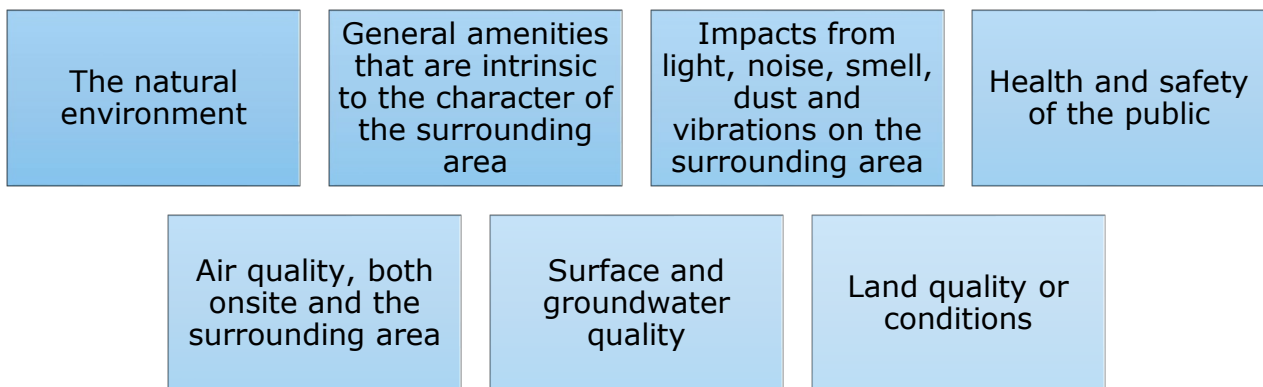 The natural
environment
General amenities
that are intrinsic
to the character of
the surrounding
area
Impacts from
light, noise, smell,
dust and
vibrations on the
surrounding area
Health and safety
of the public
Air quality, both
onsite and the
surrounding area
Surface and
groundwater
quality
Land quality or
conditions